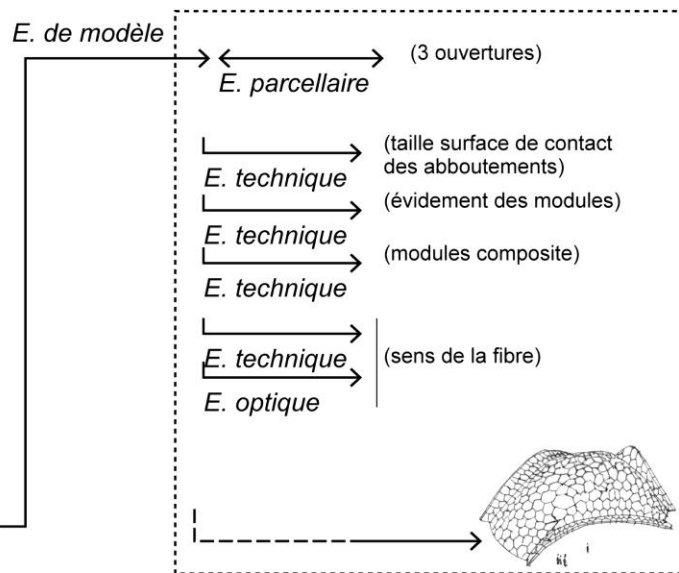 E. de modèle
(3 ouvertures)
E. parcellaire
(taille surface de contact
des abboutements)
E. technique
(évidement des modules)
E. technique
(modules composite)
E. technique
E. technique
(sens de la fibre)
E. optique